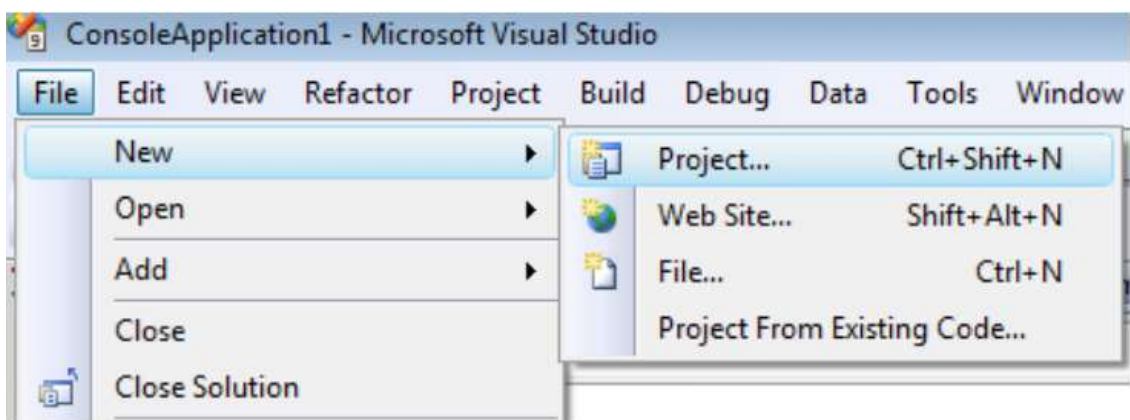 ConsoleApplication1 - Microsoft Visual Studio
File Edit View Refactor Project Build Debug Data Tools Window
New
Open
Add
Close
Close Solution
Project... Ctrl+Shift+N
Web Site... Shift+Alt+N
File... Ctrl+N
Project From Existing Code...